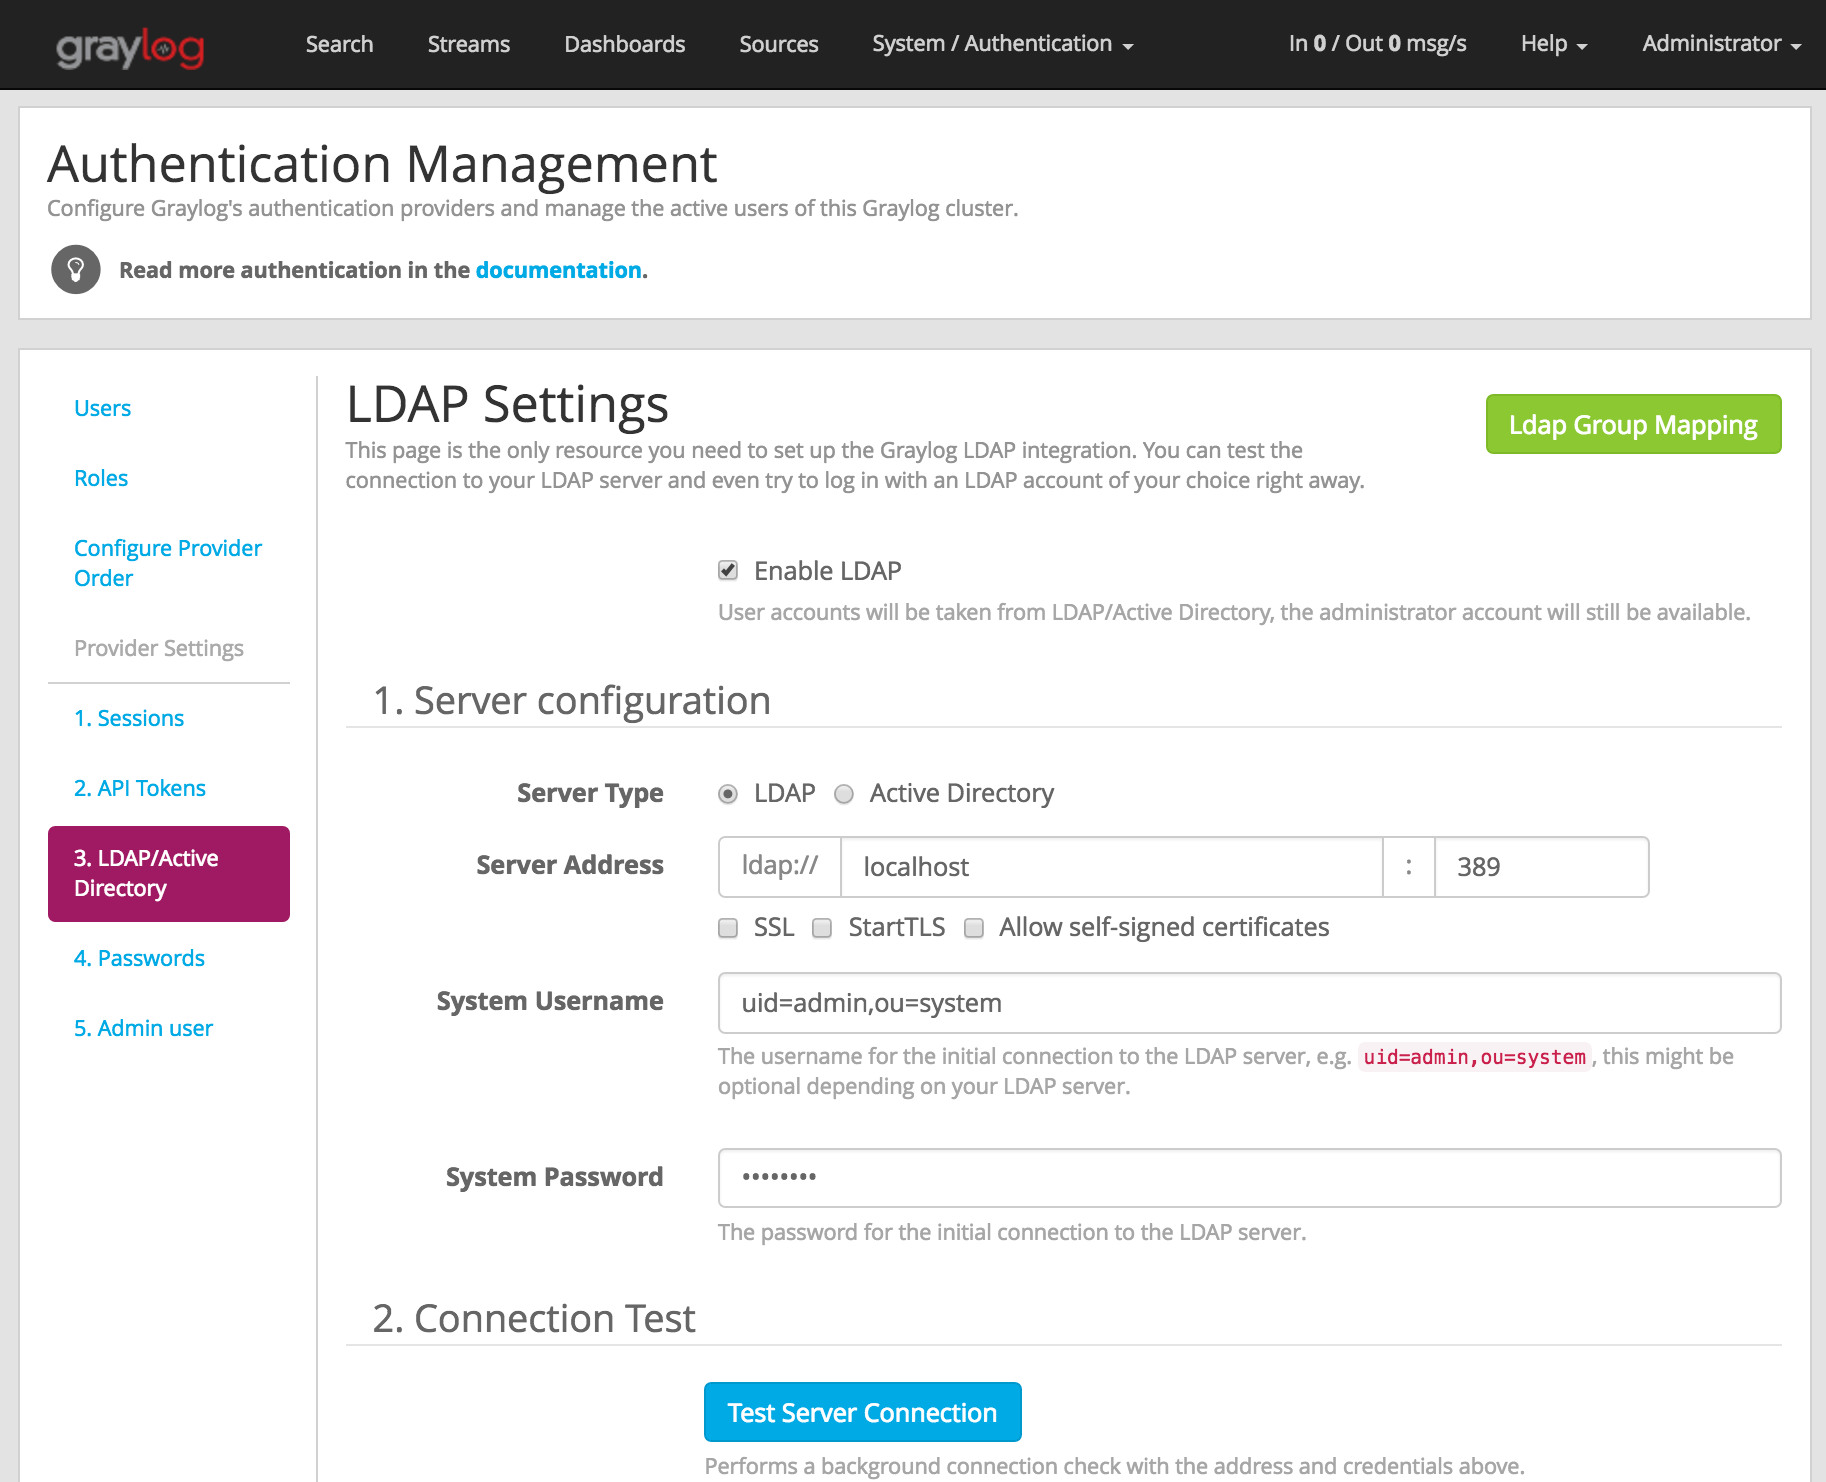 graylog Search Streams Dashboards Sources System / Authentication In 0 / Out 0 msg/s Help Administrator
Authentication Management
Configure Graylog's authentication providers and manage the active users of this Graylog cluster.
Read more authentication in the documentation.
Users
Roles
Configure Provider
Order
Provider Settings
1. Sessions
2. API Tokens
3. LDAP/Active
Directory
4. Passwords
5. Admin user
LDAP Settings
Ldap Group Mapping
This page is the only resource you need to set up the Graylog LDAP integration. You can test the
connection to your LDAP server and even try to log in with an LDAP account of your choice right away.
Enable LDAP
User accounts will be taken from LDAP/Active Directory, the administrator account will still be available.
1. Server configuration
Server Type LDAP Active Directory
Server Address ldap:// localhost : 389
SSL StartTLS Allow self-signed certificates
System Username uid=admin,ou=system
The username for the initial connection to the LDAP server, e.g. uid=admin,ou=system, this might be
optional depending on your LDAP server.
System Password ••••••••
The password for the initial connection to the LDAP server.
2. Connection Test
Test Server Connection
Performs a background connection check with the address and credentials above.